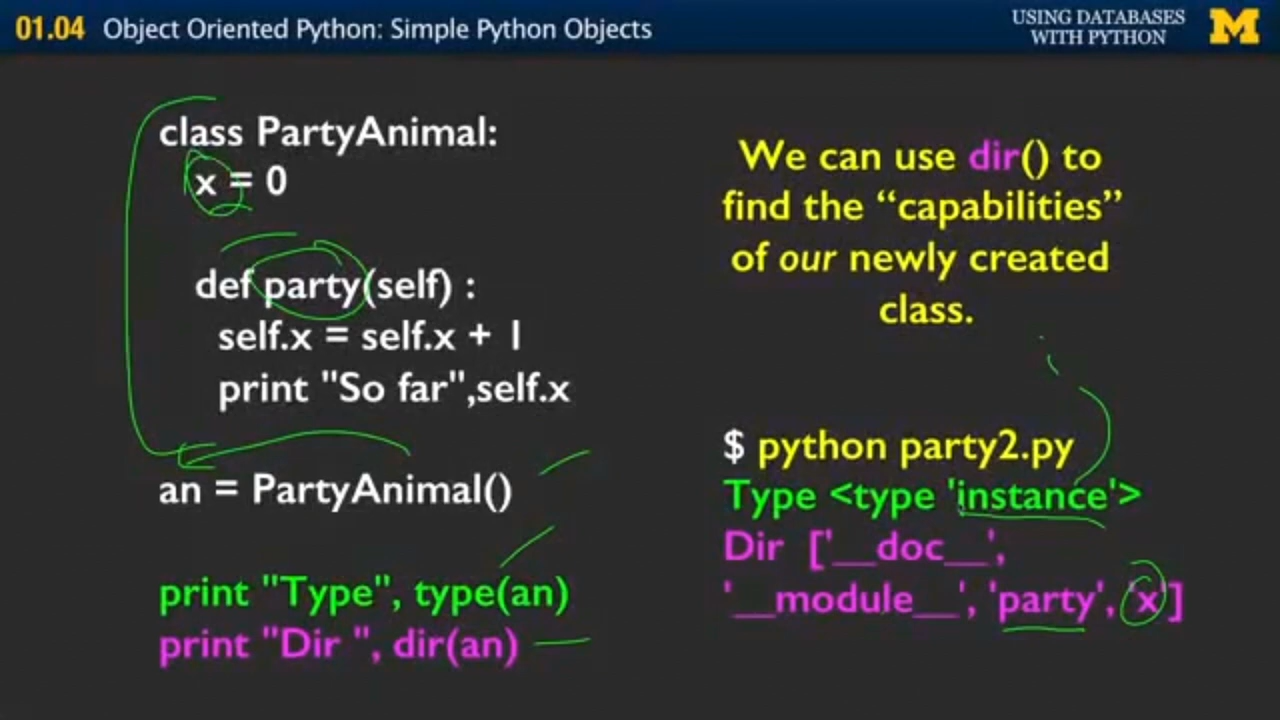 01.04 Object Oriented Python: Simple Python Objects
USING DATABASES
WITH PYTHON
M
class PartyAnimal:
x = 0
def party(self) :
self.x = self.x + 1
print "So far",self.x
an = PartyAnimal()
print "Type", type(an)
print "Dir ", dir(an)
We can use dir() to
find the “capabilities”
of our newly created
class.
$ python party2.py
Type <type 'instance'>
Dir ['__doc__',
'__module__', 'party', 'x']